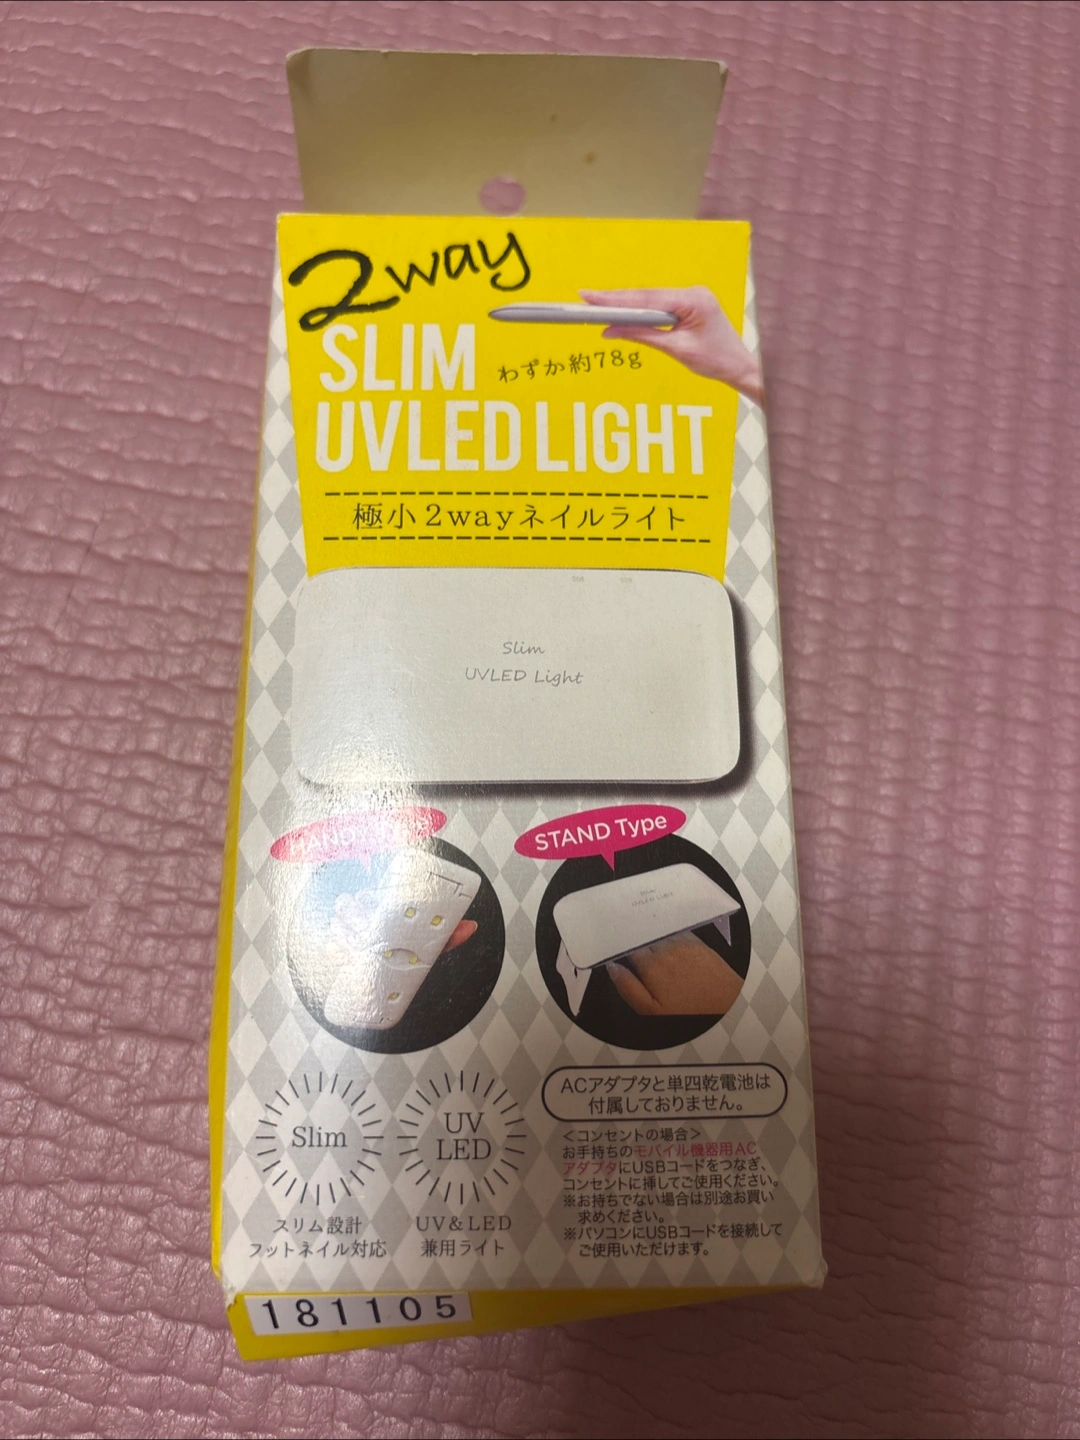 2way
SLIM
わずか約78g
UVLED LIGHT
極小2wayネイルライト
Slim
UVLED Light
HANDY Type
STAND Type
Slim
UVLED Light
Slim
スリム設計
フットネイル対応
UV
LED
UV&LED
兼用ライト
ACアダプタと単四乾電池は
付属しておりません。
<コンセントの場合>
お手持ちのモバイル機器用AC
アダプタにUSBコードをつなぎ、
コンセントに挿してご使用ください。
※お持ちでない場合は別途お買い
求めください。
※パソコンにUSBコードを接続して
ご使用いただけます。
181105